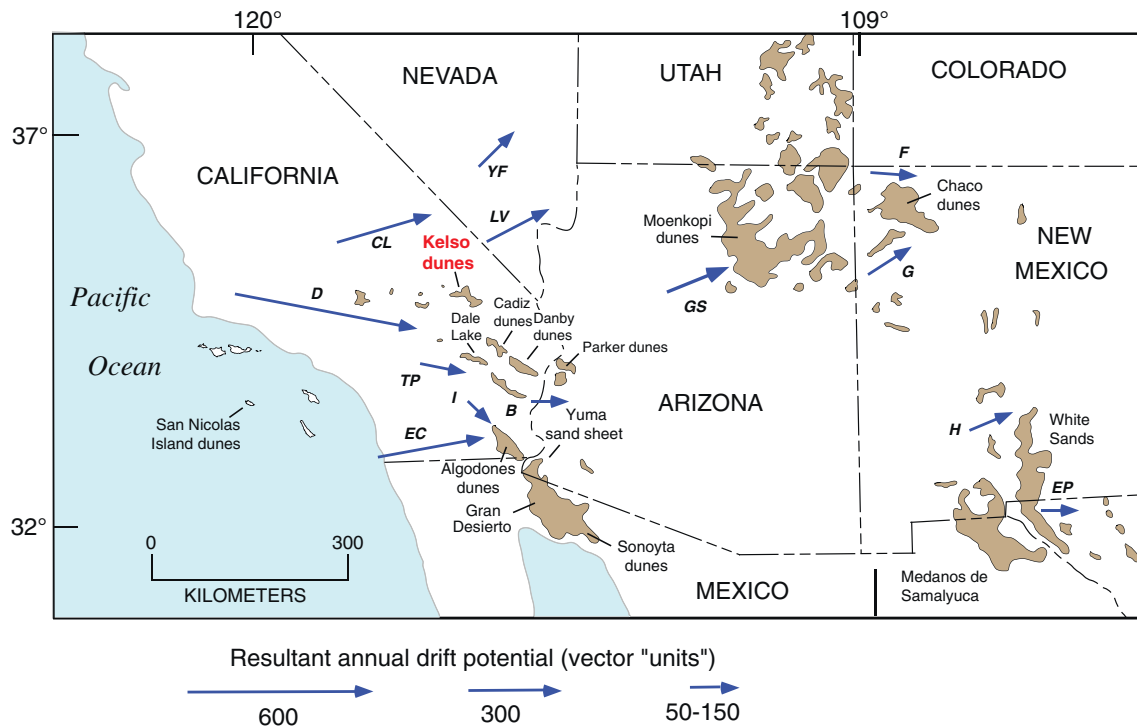 120°
109°
NEVADA
UTAH
COLORADO
37°
F
YF
CALIFORNIA
Chaco
dunes
LV
Moenkopi
dunes
CL
Kelso
dunes
NEW
MEXICO
G
Pacific
Ocean
D
GS
Cadiz
dunes
Dale
Lake
Danby
dunes
Parker dunes
TP
I
B
ARIZONA
San Nicolas
Island dunes
EC
Yuma
sand sheet
H
White
Sands
Algodones
dunes
EP
Gran
Desierto
32°
0
300
KILOMETERS
Sonoyta
dunes
MEXICO
Medanos de
Samalyuca
Resultant annual drift potential (vector "units")
600
300
50-150